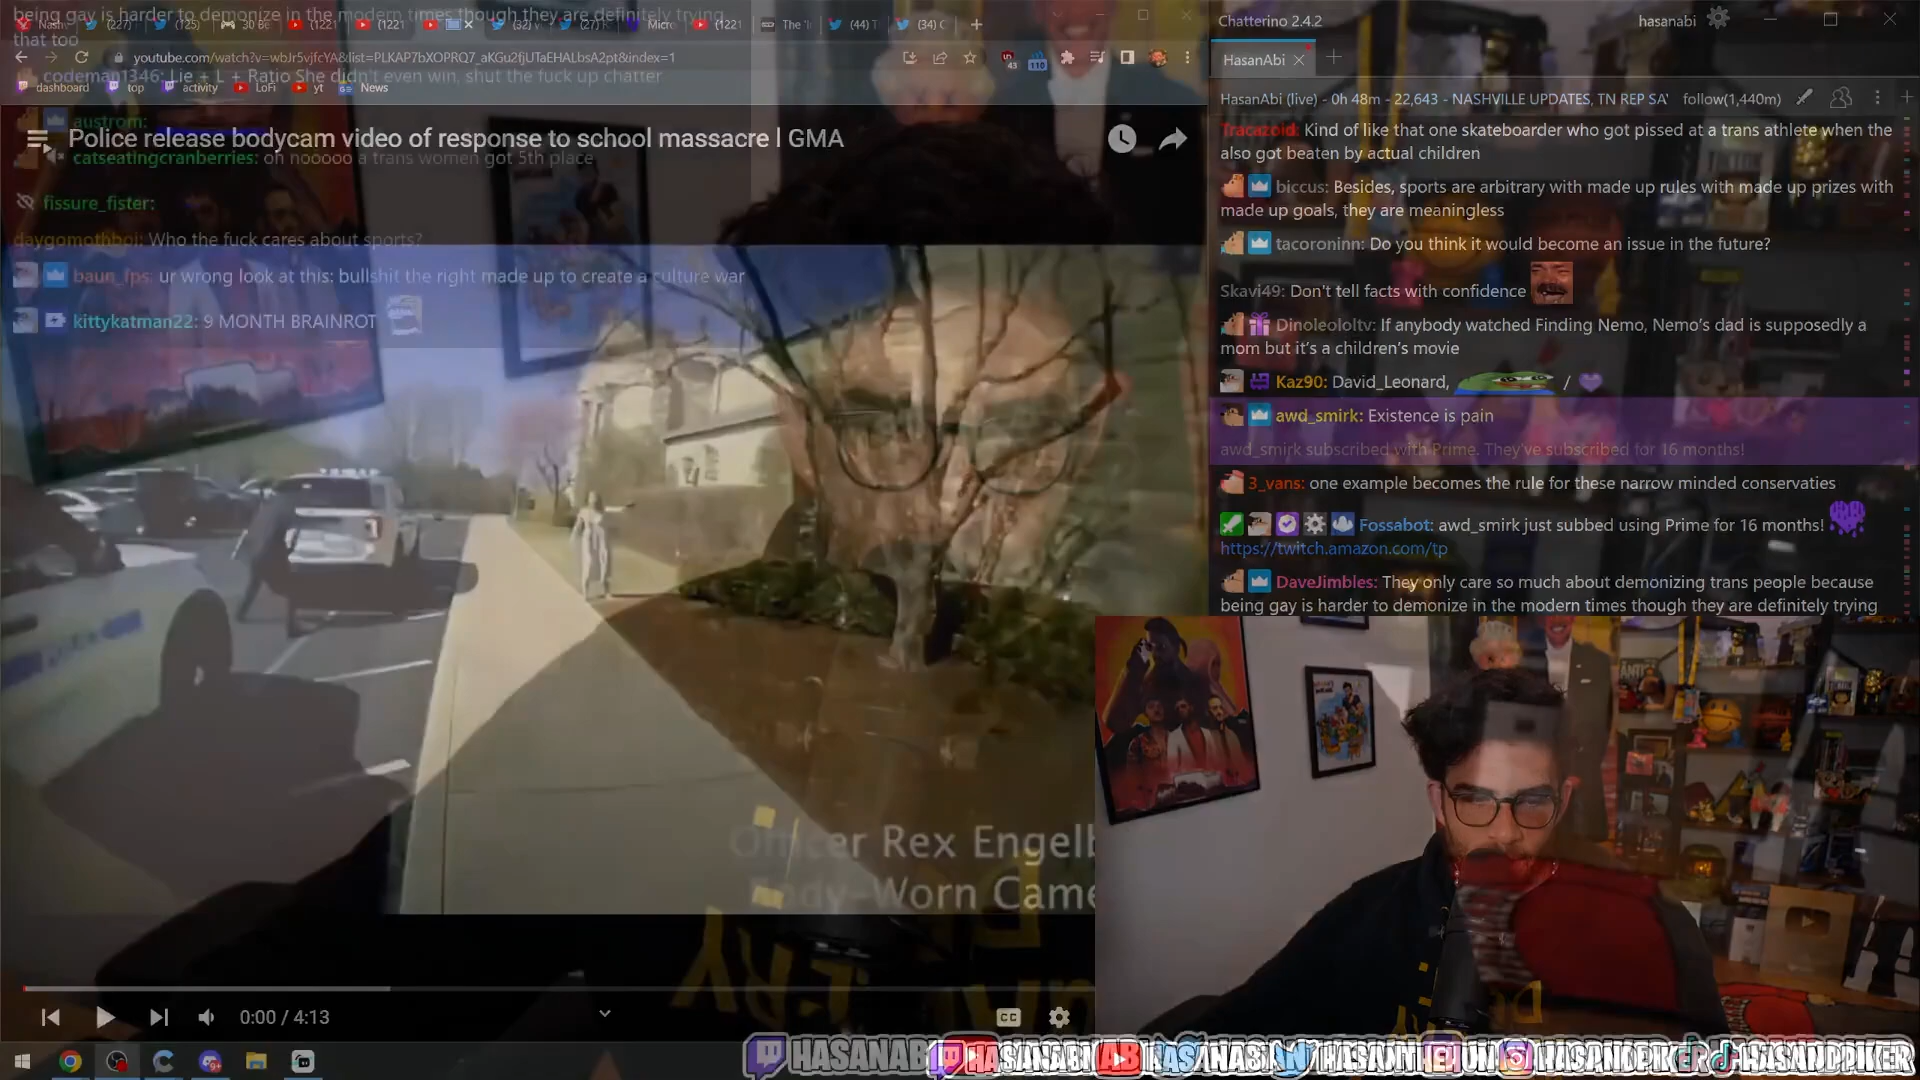 being gay is harder to demonize in the modern times though they are definitely trying
that too
youtube.com/watch?v=wbJr5vjfcYA&list=PLKAP7bXOPRQ7_aKGu2fjUTaEHALbsA2pt&index=1
codeman1346: Lie + L + Ratio She didn't even win, shut the fuck up chatter
dashboard top activity LoFi yt News
austrom:
Police release bodycam video of response to school massacre l GMA
catseatingcranberries: oh nooooo a trans women got 5th place
fissure_fister:
daygomothboi: Who the fuck cares about sports?
baun_fps: ur wrong look at this: bullshit the right made up to create a culture war
kittykatman22: 9 MONTH BRAINROT
Officer Rex Engelb
Body-Worn Came
0:00 / 4:13
CC
Chatterino 2.4.2
hasanabi
HasanAbi
HasanAbi (live) - 0h 48m - 22,643 - NASHVILLE UPDATES, TN REP SA'
follow(1,440m)
Tracazoid: Kind of like that one skateboarder who got pissed at a trans athlete when the
also got beaten by actual children
biccus: Besides, sports are arbitrary with made up rules with made up prizes with
made up goals, they are meaningless
tacoroninn: Do you think it would become an issue in the future?
Skavi49: Don't tell facts with confidence
Dinoleololtv: If anybody watched Finding Nemo, Nemo's dad is supposedly a
mom but it's a children's movie
Kaz90: David_Leonard, /
awd_smirk: Existence is pain
awd_smirk subscribed with Prime. They've subscribed for 16 months!
3_vans: one example becomes the rule for these narrow minded conservaties
Fossabot: awd_smirk just subbed using Prime for 16 months!
https://twitch.amazon.com/tp
DaveJimbles: They only care so much about demonizing trans people because
being gay is harder to demonize in the modern times though they are definitely trying
HASANAB
HASANDPIKER